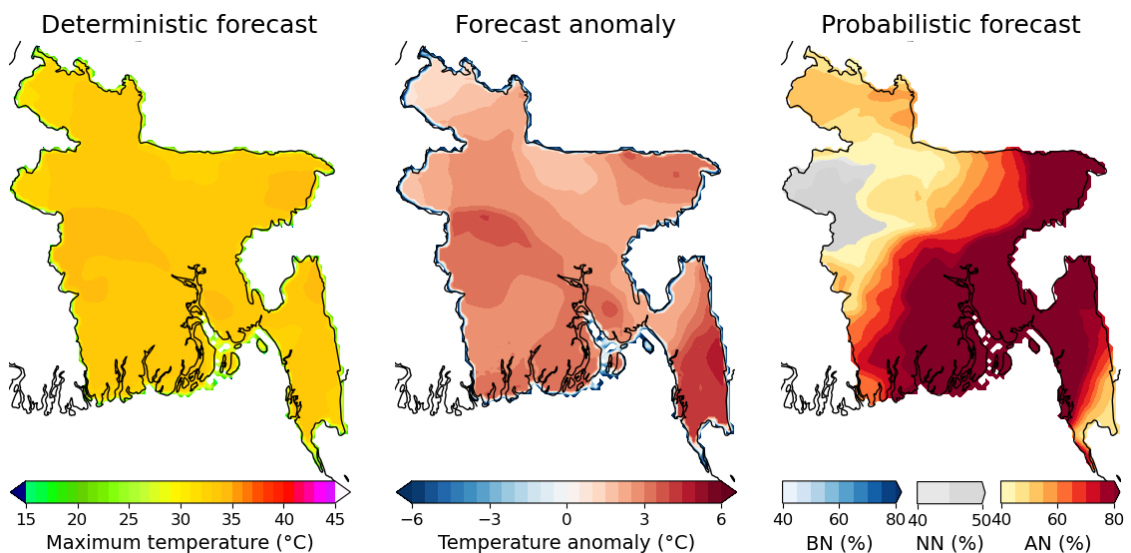 Deterministic forecast
Forecast anomaly
Probabilistic forecast
15 20 25 30 35 40 45
Maximum temperature (°C)
−6 −3 0 3 6
Temperature anomaly (°C)
40 60 80
BN (%)
40 50
NN (%)
40 60 80
AN (%)